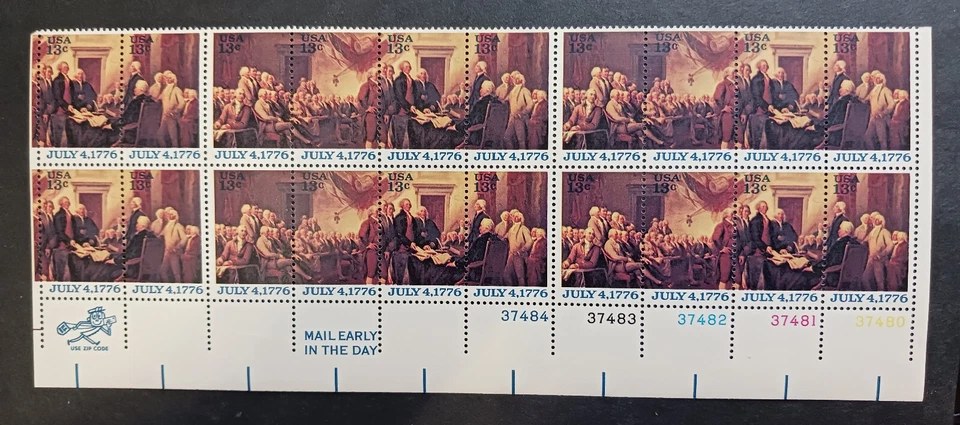 USA 13c USA 13c USA 13c USA 13c USA 13c USA 13c USA 13c USA 13c USA 13c USA 13c
JULY 4,1776 JULY 4,1776 JULY 4,1776 JULY 4,1776 JULY 4,1776 JULY 4,1776 JULY 4,1776 JULY 4,1776 JULY 4,1776 JULY 4,1776
USA 13c USA 13c USA 13c USA 13c USA 13c USA 13c USA 13c USA 13c USA 13c USA 13c
JULY 4,1776 JULY 4,1776 JULY 4,1776 JULY 4,1776 JULY 4,1776 JULY 4,1776 JULY 4,1776 JULY 4,1776 JULY 4,1776 JULY 4,1776
37484 37483 37482 37481 37480
USE ZIP CODE
MAIL EARLY
IN THE DAY